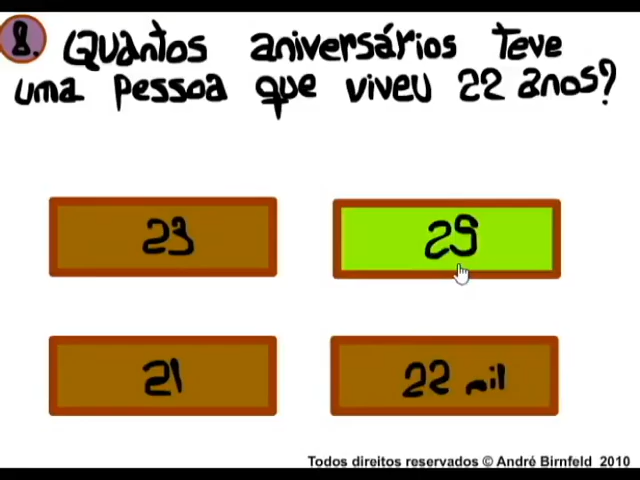 8. Quantos aniversários teve
uma pessoa que viveu 22 anos?
23
25
21
22 mil
Todos direitos reservados © André Birnfeld 2010